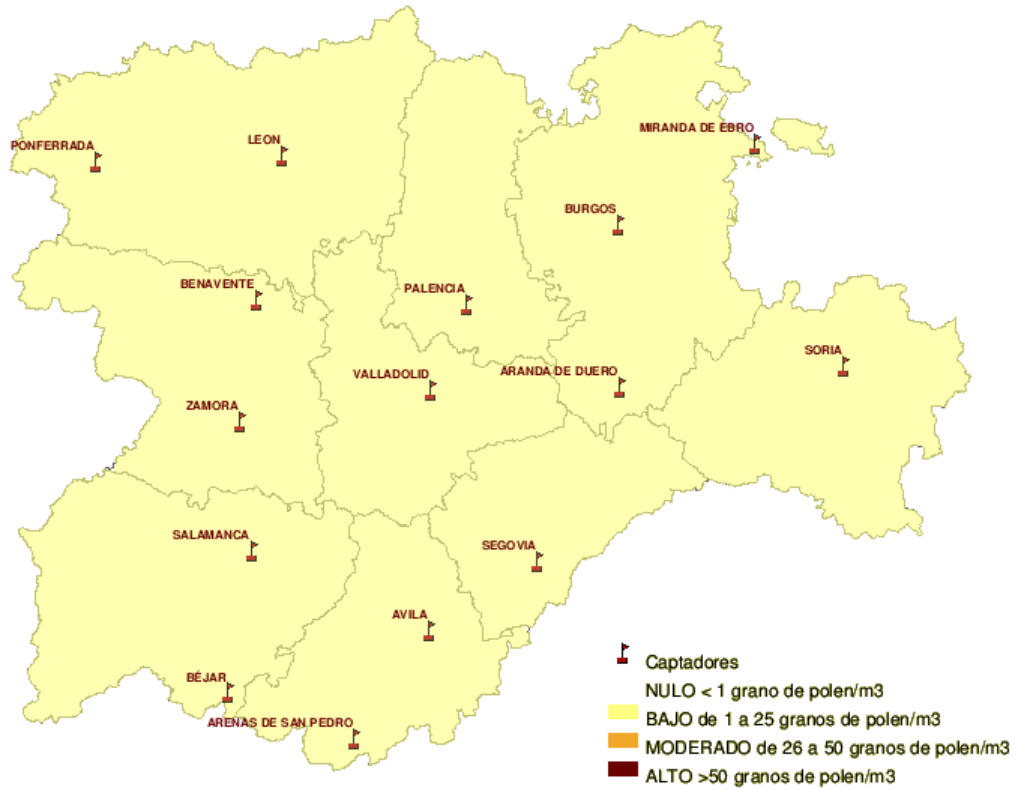 MIRANDA DE EBRO
PONFERRADA
LEON
BURGOS
BENAVENTE
PALENCIA
SORIA
VALLADOLID
ARANDA DE DUERO
ZAMORA
SALAMANCA
SEGOVIA
AVILA
BÉJAR
ARENAS DE SAN PEDRO
Captadores
NULO < 1 grano de polen/m3
BAJO de 1 a 25 granos de polen/m3
MODERADO de 26 a 50 granos de polen/m3
ALTO >50 granos de polen/m3